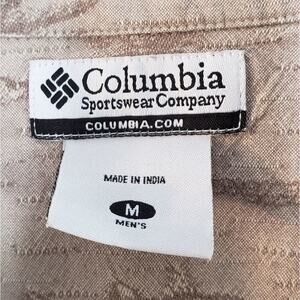 Columbia
Sportswear Company
COLUMBIA.COM
MADE IN INDIA
M
MEN'S